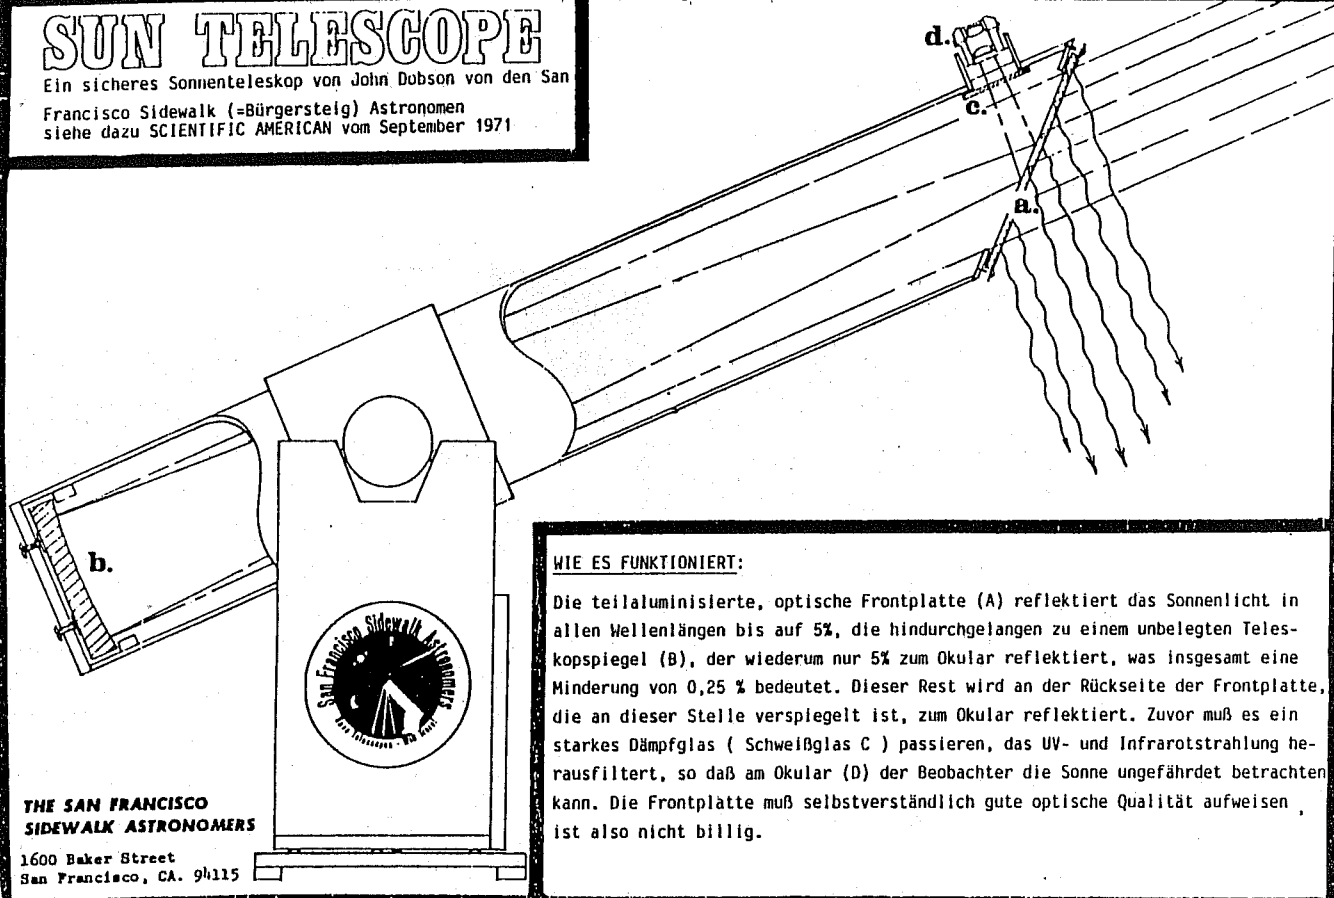 SUN TELESCOPE
Ein sicheres Sonnenteleskop von John Dobson von den San
Francisco Sidewalk (=Bürgersteig) Astronomen
siehe dazu SCIENTIFIC AMERICAN vom September 1971
d.
c.
a.
b.
San Francisco Sidewalk Astronomers
THE SAN FRANCISCO
SIDEWALK ASTRONOMERS
1600 Baker Street
San Francisco, CA. 94115
WIE ES FUNKTIONIERT:
Die teilaluminisierte, optische Frontplatte (A) reflektiert das Sonnenlicht in
allen Wellenlängen bis auf 5%, die hindurchgelangen zu einem unbelegten Teles-
kopspiegel (B), der wiederum nur 5% zum Okular reflektiert, was insgesamt eine
Minderung von 0,25 % bedeutet. Dieser Rest wird an der Rückseite der Frontplatte,
die an dieser Stelle verspiegelt ist, zum Okular reflektiert. Zuvor muß es ein
starkes Dämpfglas ( Schweißglas C ) passieren, das UV- und Infrarotstrahlung he-
rausfiltert, so daß am Okular (D) der Beobachter die Sonne ungefährdet betrachten
kann. Die Frontplatte muß selbstverständlich gute optische Qualität aufweisen ,
ist also nicht billig.